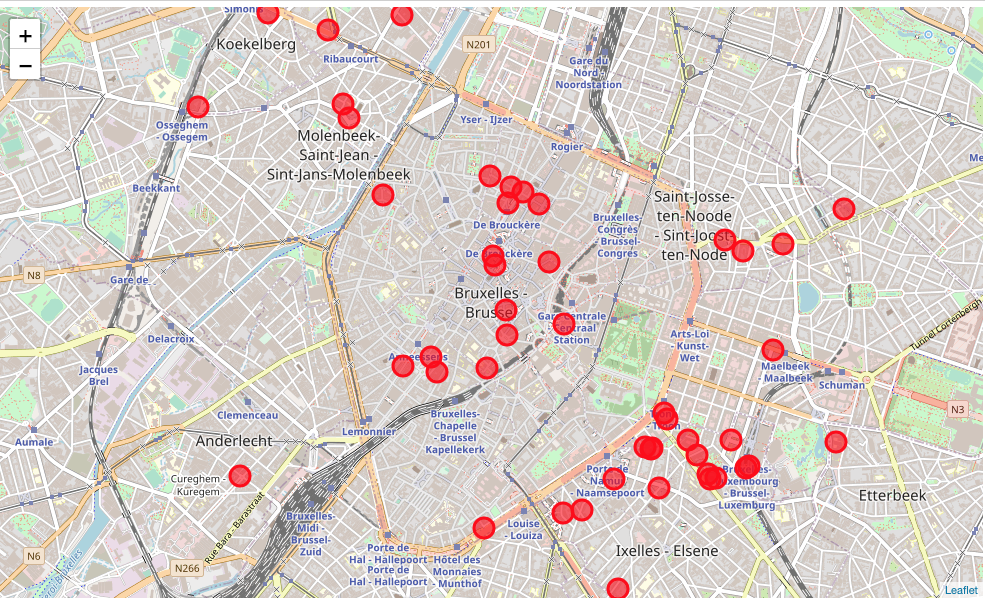 Simonis
+
−
Koekelberg
Ribaucourt
N201
Gare du
Nord -
Noordstation
Osseghem
- Ossegem
Yser - IJzer
Rogier
Molenbeek-
Saint-Jean -
Sint-Jans-Molenbeek
Beekkant
Saint-Josse-
ten-Noode
- Sint-Joost-
ten-Node
De Brouckère
Bruxelles-
Congrès
- Brussel-
Congres
De Brouckère
N8
Gare de
Bruxelles -
Brussel
Gare Centrale
- Centraal
Station
Delacroix
Arts-Loi
- Kunst-
Wet
Tunnel Cortenbergh
Anneessens
Jacques
Brel
Maelbeek
- Maalbeek
Schuman
N3
Clemenceau
Lemonnier
Bruxelles-
Chapelle
- Brussel
Kapellekerk
Aumale
Anderlecht
Cureghem -
Kuregem
Porte de
Namur
- Naamsepoort
Bruxelles-
Luxembourg
- Brussel-
Luxemburg
Etterbeek
Rue Bara - Barastraat
Bruxelles-
Midi -
Brussel-
Zuid
Louise
- Louiza
N6
N266
Porte de
Hal - Hallepoort
Porte de
Hal - Hallepoort
Hôtel des
Monnaies
- Munthof
Ixelles - Elsene
Leaflet